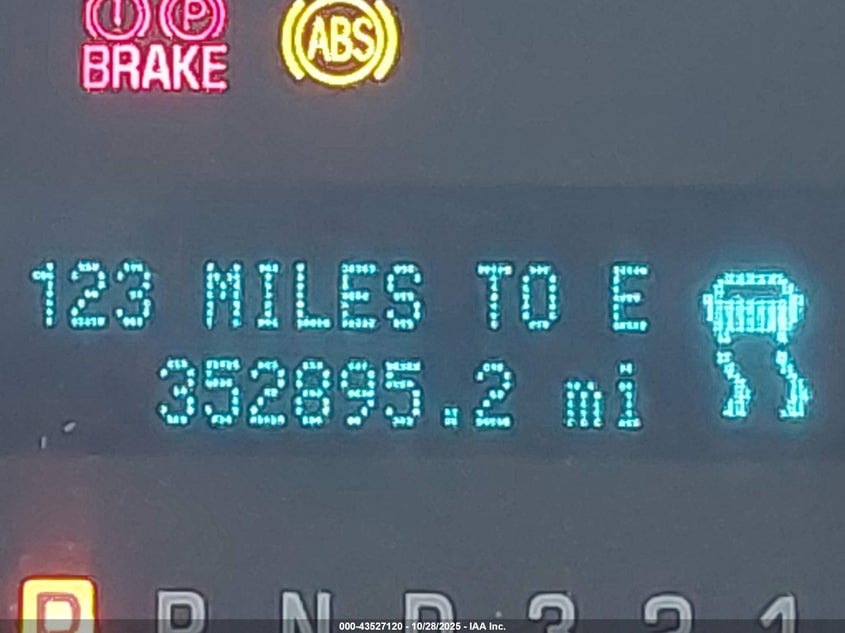 ! P
BRAKE
ABS
123 MILES TO E
352895.2 mi
P R N D 3 2 1
000-43527120 - 10/28/2025 - IAA Inc.